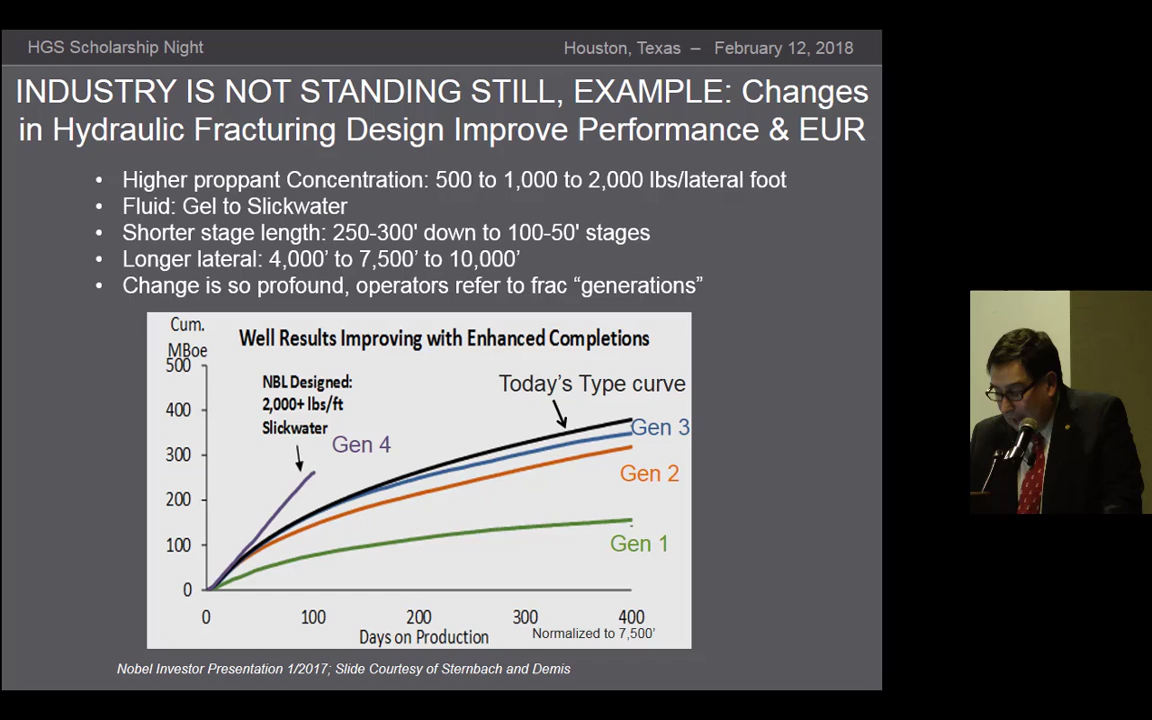 HGS Scholarship Night
Houston, Texas – February 12, 2018
INDUSTRY IS NOT STANDING STILL, EXAMPLE: Changes
in Hydraulic Fracturing Design Improve Performance & EUR
• Higher proppant Concentration: 500 to 1,000 to 2,000 lbs/lateral foot
• Fluid: Gel to Slickwater
• Shorter stage length: 250-300' down to 100-50' stages
• Longer lateral: 4,000’ to 7,500’ to 10,000’
• Change is so profound, operators refer to frac “generations”
Cum.
MBoe
Well Results Improving with Enhanced Completions
500
400
300
200
100
0
NBL Designed:
2,000+ lbs/ft
Slickwater
Gen 4
Today’s Type curve
Gen 3
Gen 2
Gen 1
0 100 200 300 400
Days on Production
Normalized to 7,500’
Nobel Investor Presentation 1/2017; Slide Courtesy of Sternbach and Demis